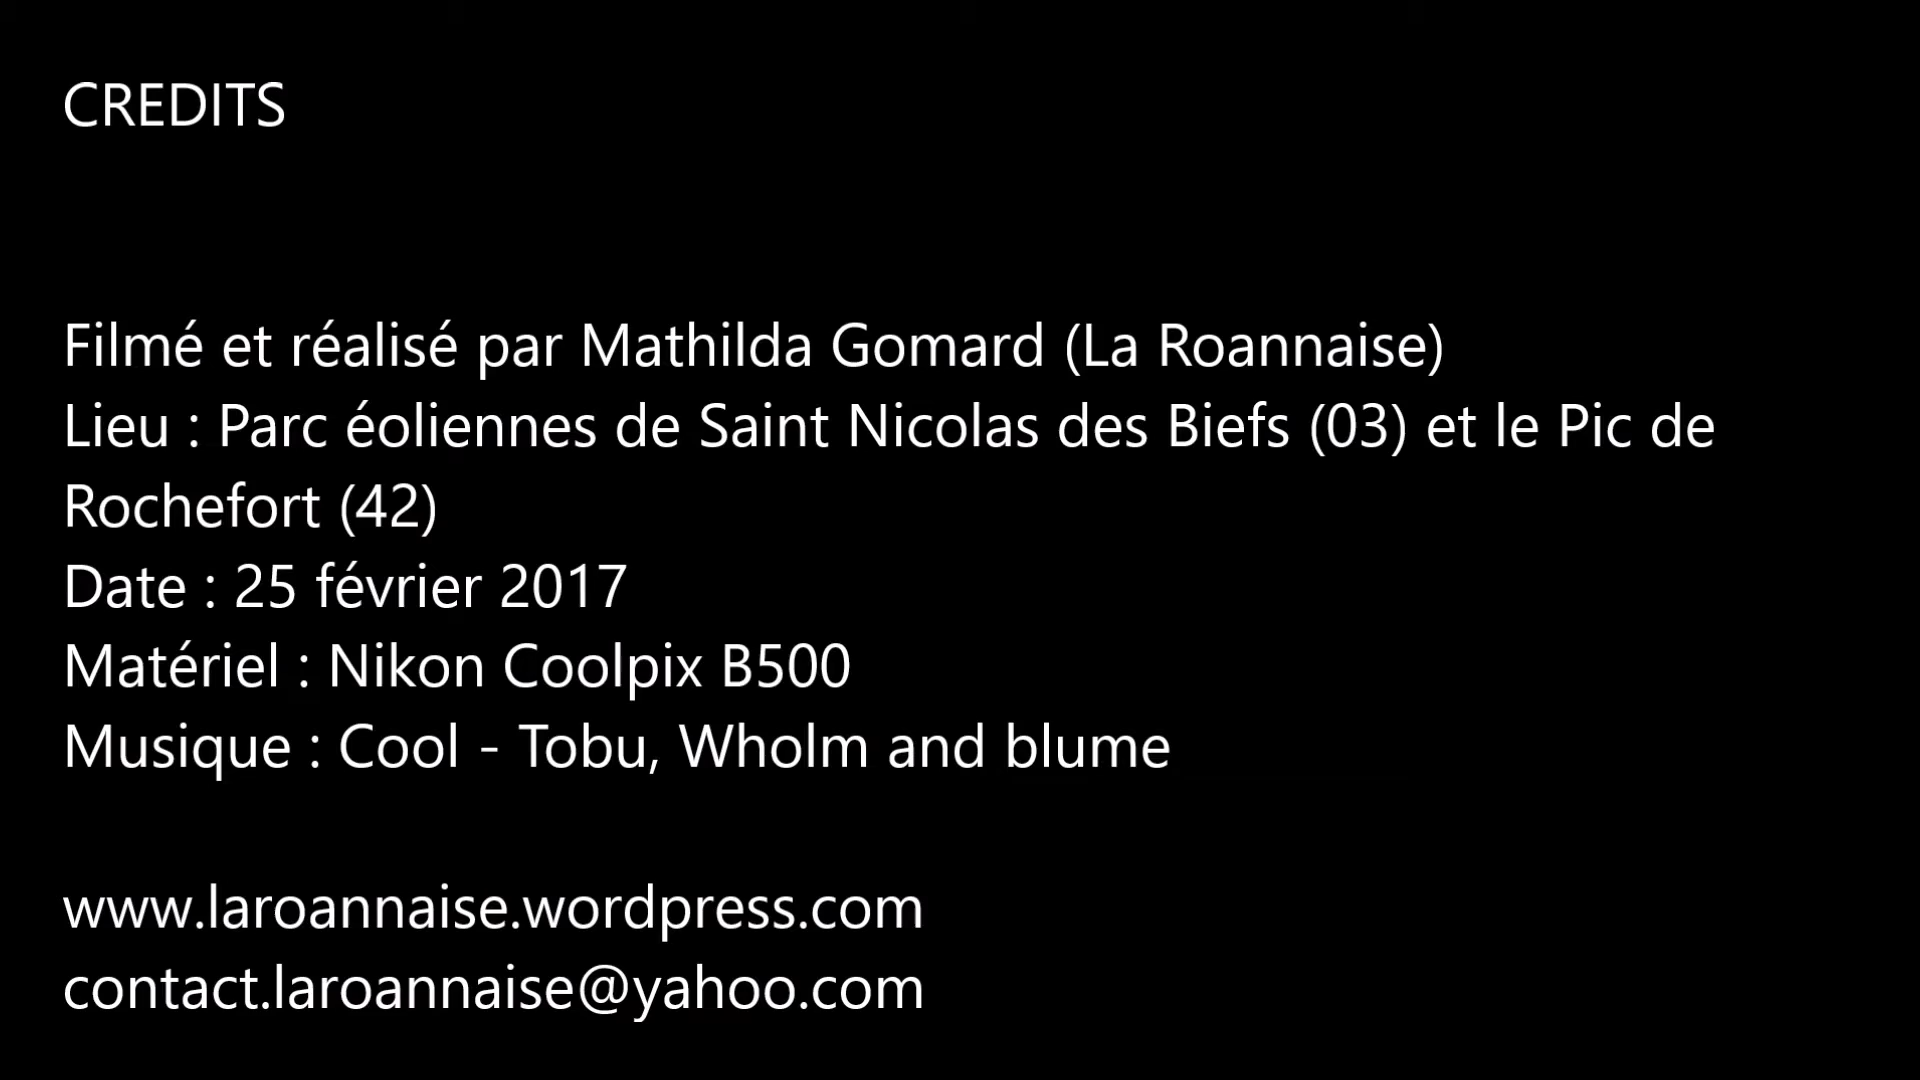 CREDITS
Filmé et réalisé par Mathilda Gomard (La Roannaise)
Lieu : Parc éoliennes de Saint Nicolas des Biefs (03) et le Pic de
Rochefort (42)
Date : 25 février 2017
Matériel : Nikon Coolpix B500
Musique : Cool - Tobu, Wholm and blume
www.laroannaise.wordpress.com
contact.laroannaise@yahoo.com